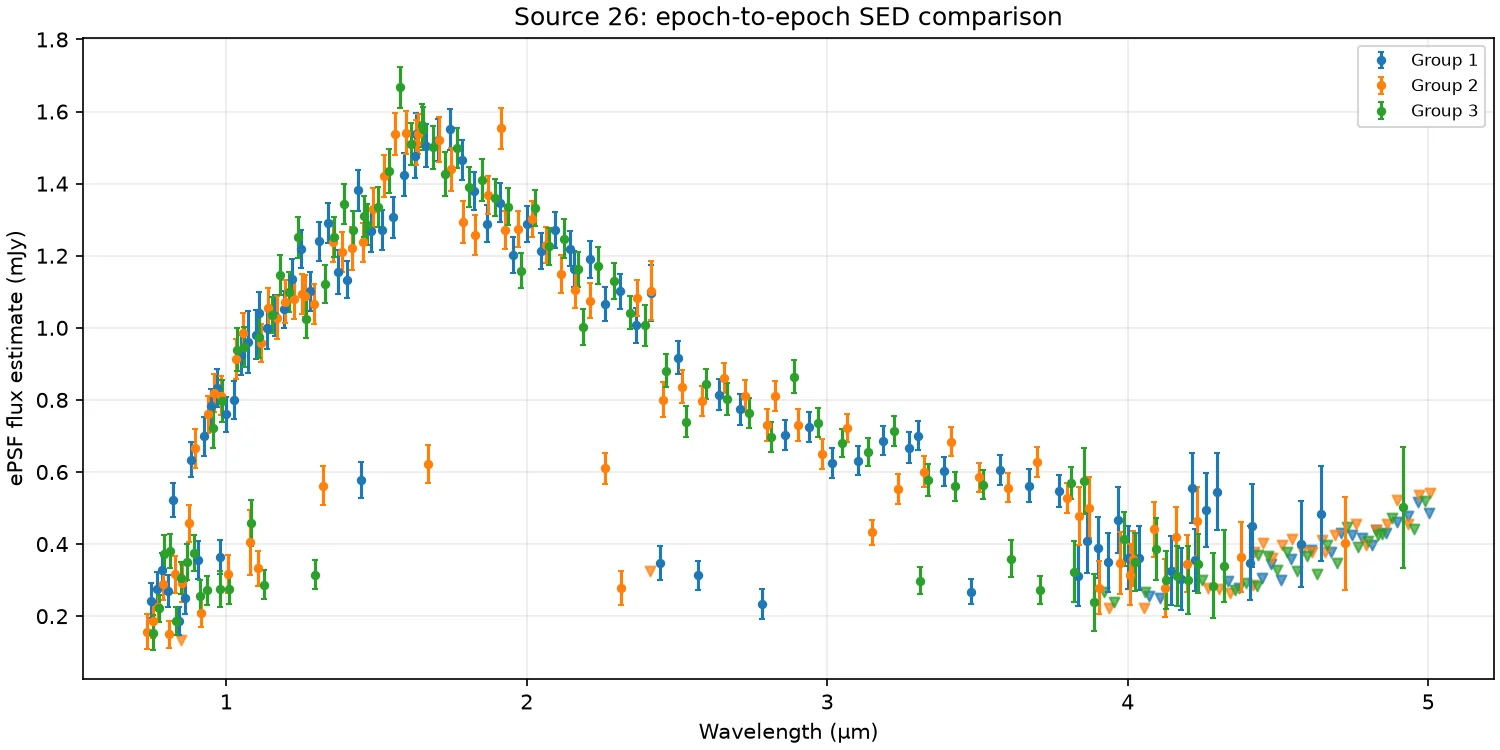 Source 26: epoch-to-epoch SED comparison
ePSF flux estimate (mJy)
1.8
1.6
1.4
1.2
1.0
0.8
0.6
0.4
0.2
Group 1
Group 2
Group 3
1 2 3 4 5
Wavelength (μm)